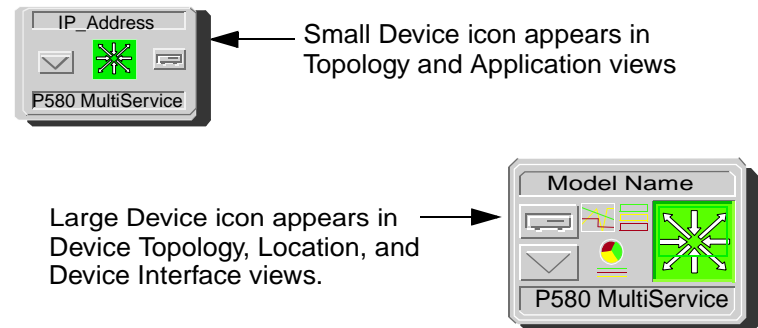 IP_Address
P580 MultiService
Small Device icon appears in
Topology and Application views
Model Name
P580 MultiService
Large Device icon appears in
Device Topology, Location, and
Device Interface views.